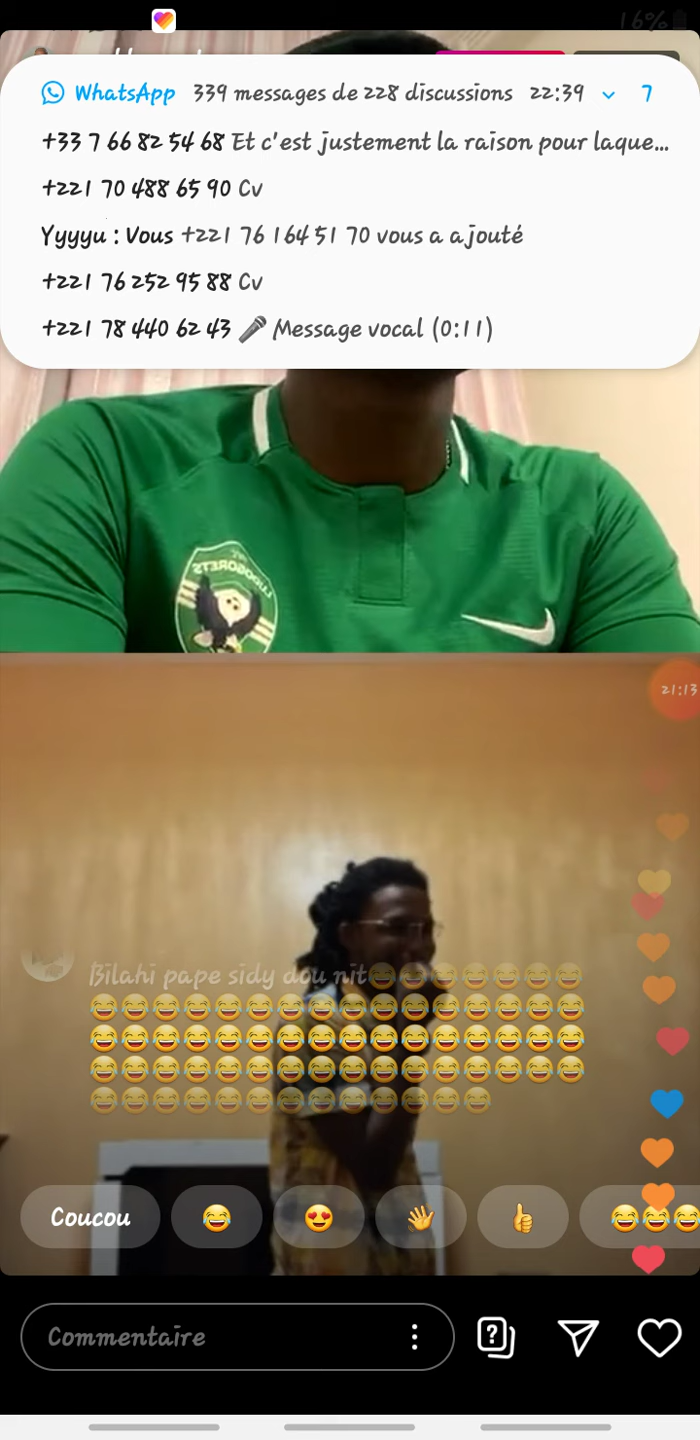 16%
WhatsApp 339 messages de 228 discussions 22:39 7
+33 7 66 82 54 68 Et c'est justement la raison pour laque...
+221 70 488 65 90 Cv
Yyyyu : Vous +221 76 164 51 70 vous a ajouté
+221 76 252 95 88 Cv
+221 78 440 62 43 🎤 Message vocal (0:11)
LUDOGORETS
21:13
Bilahi pape sidy dou nit😂😂😂😂😂😂😂
😂😂😂😂😂😂😂😂😂😂😂😂😂😂😂😂
😂😂😂😂😂😂😂😂😂😂😂😂😂😂😂😂
😂😂😂😂😂😂😂😂😂😂😂😂😂😂😂😂
😂😂😂😂😂😂😂😂😂😂😂😂😂
Coucou 😂 😍 👋 👍 😂😂😂
Commentaire